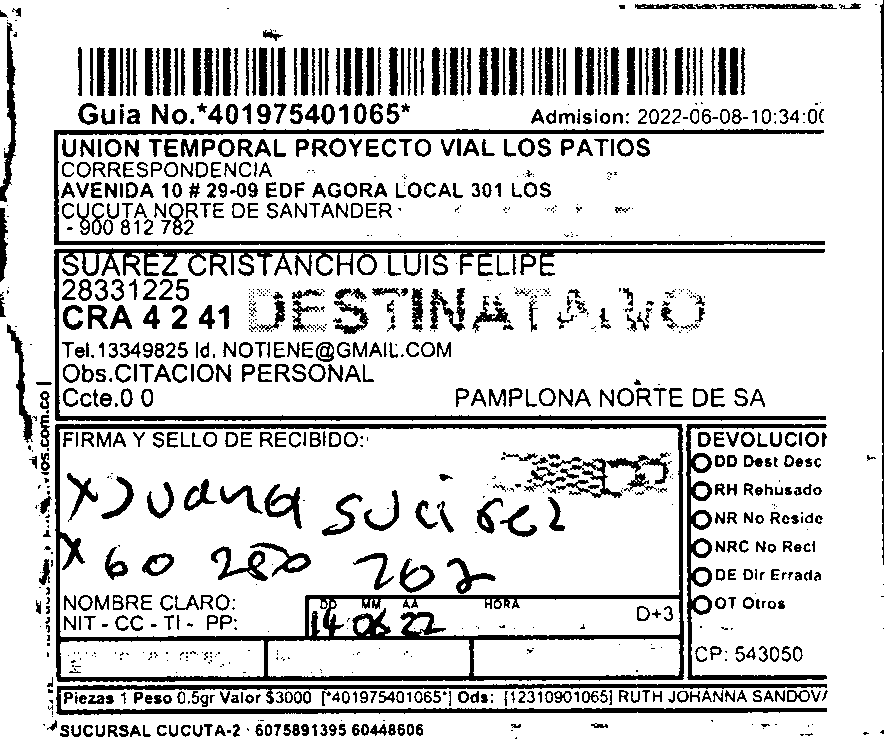 Guia No.*401975401065*
Admision: 2022-06-08-10:34:00
UNION TEMPORAL PROYECTO VIAL LOS PATIOS
CORRESPONDENCIA
AVENIDA 10 # 29-09 EDF AGORA LOCAL 301 LOS
CUCUTA NORTE DE SANTANDER
- 900 812 782
SUAREZ CRISTANCHO LUIS FELIPE
28331225
CRA 4 2 41
DESTINATARIO
Tel.13349825 Id. NOTIENE@GMAIL.COM
Obs.CITACION PERSONAL
Ccte.0 0
PAMPLONA NORTE DE SA
FIRMA Y SELLO DE RECIBIDO:
X Juana Suarez
X 60 280 762
NOMBRE CLARO:
NIT - CC - TI - PP:
DD MM AA HORA
14 06 22
D+3
DEVOLUCION
DD Dest Desc
RH Rehusado
NR No Reside
NRC No Recl
DE Dir Errada
OT Otros
CP: 543050
Piezas 1 Peso 0.5gr Valor $3000 [*401975401065*] Ods: [12310901065] RUTH JOHANNA SANDOVA
SUCURSAL CUCUTA-2 · 6075891395 60448606